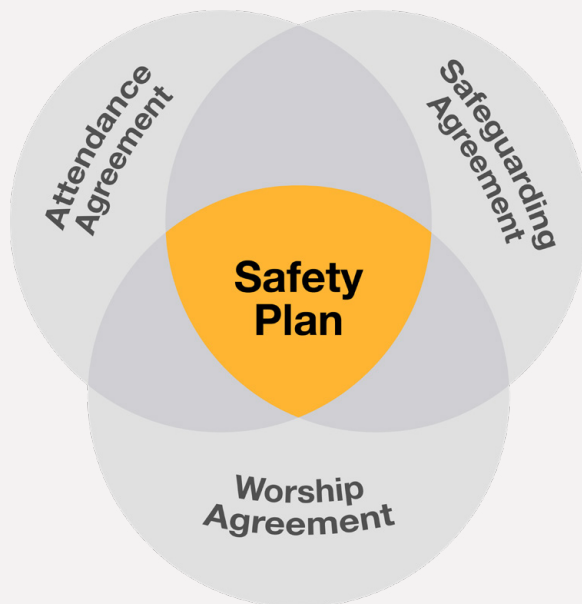 Attendance
Agreement
Safeguarding
Agreement
Safety
Plan
Worship
Agreement